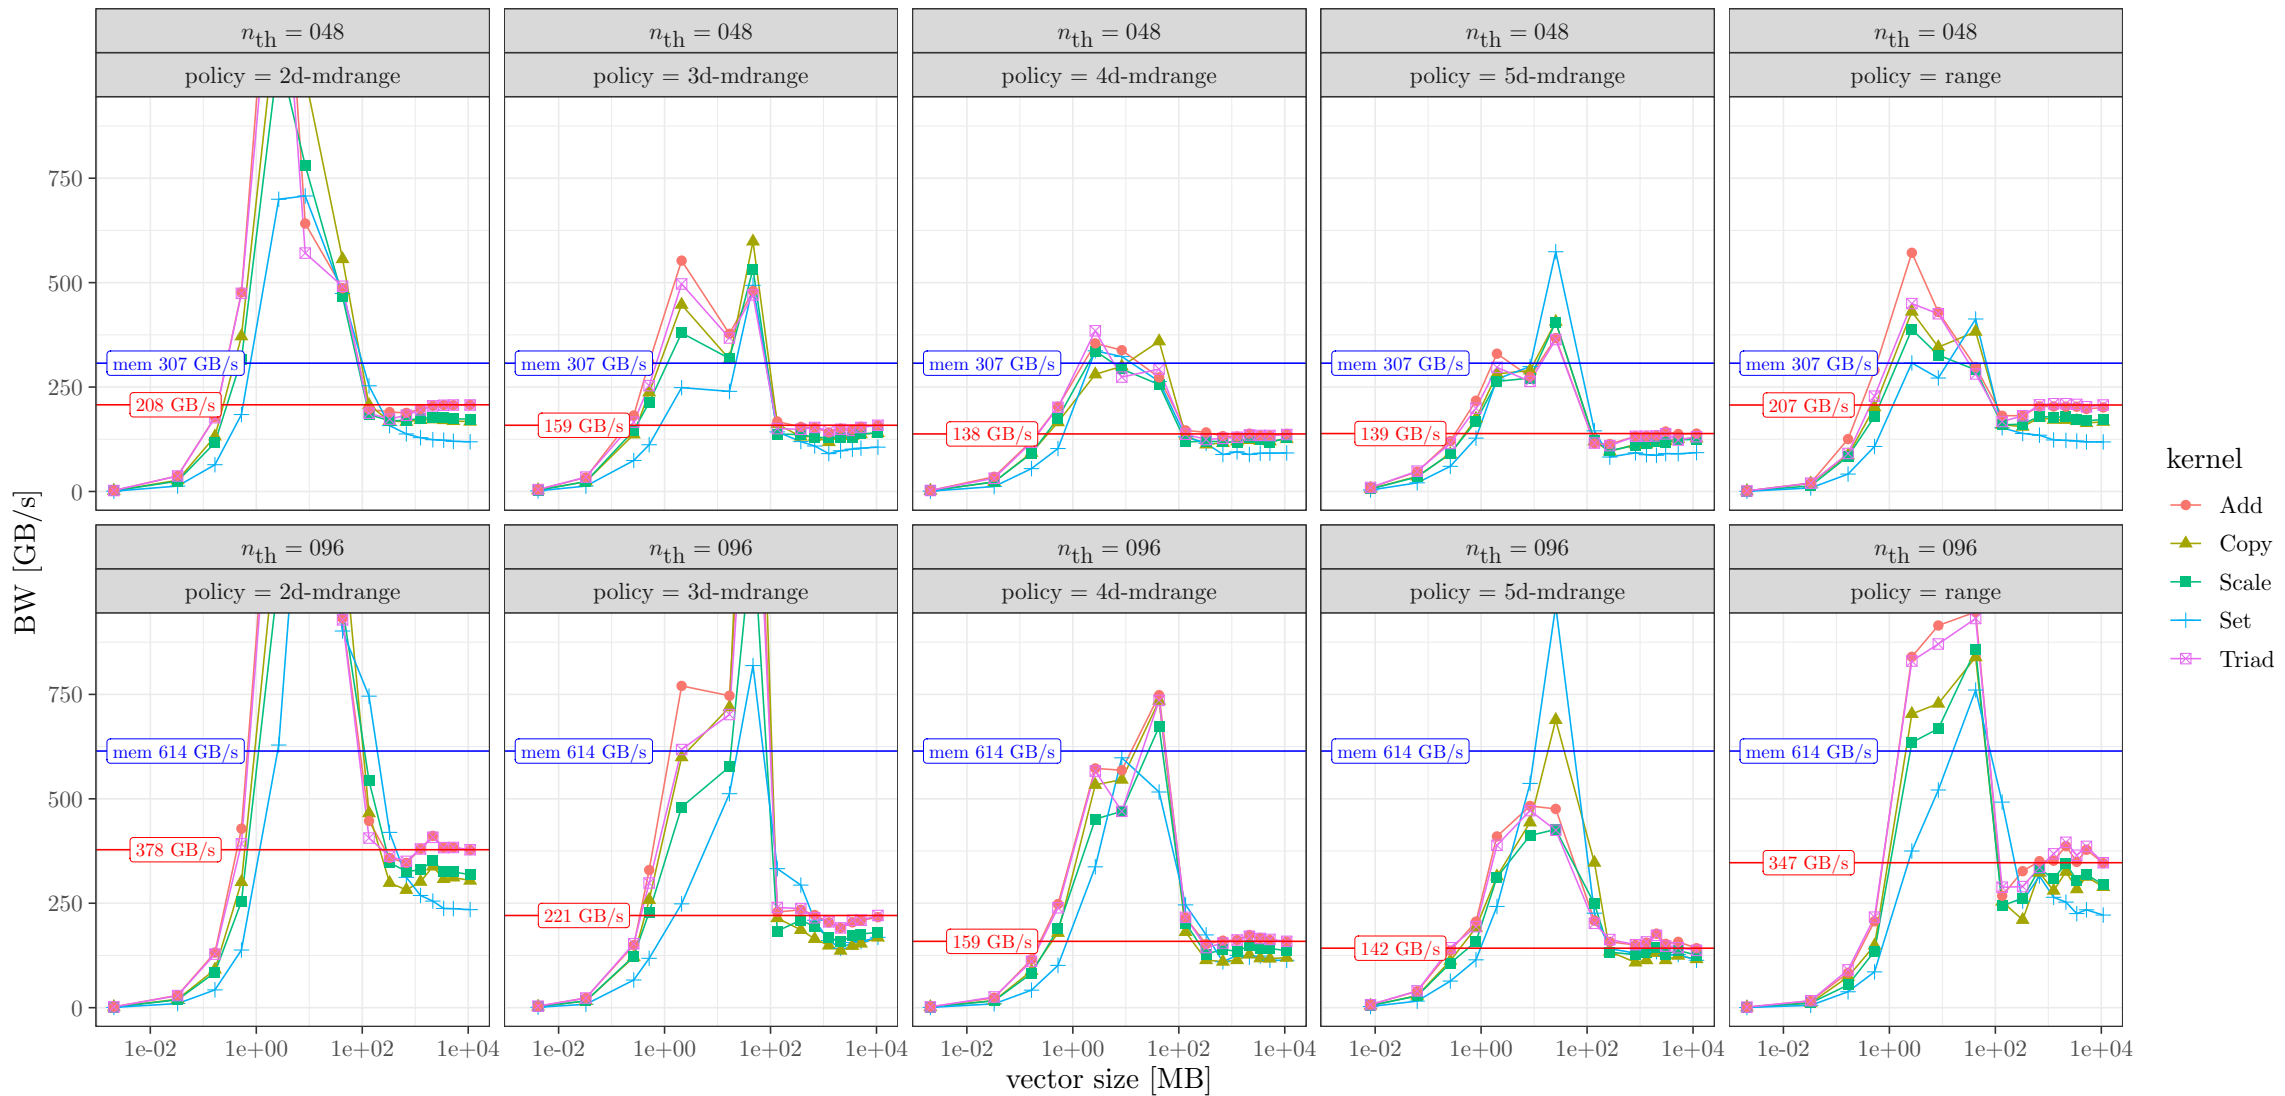 n_th = 048 n_th = 048 n_th = 048 n_th = 048 n_th = 048
policy = 2d-mdrange policy = 3d-mdrange policy = 4d-mdrange policy = 5d-mdrange policy = range
750
500
mem 307 GB/s mem 307 GB/s mem 307 GB/s mem 307 GB/s mem 307 GB/s
250
208 GB/s 159 GB/s 138 GB/s 139 GB/s 207 GB/s
0
n_th = 096 n_th = 096 n_th = 096 n_th = 096 n_th = 096
policy = 2d-mdrange policy = 3d-mdrange policy = 4d-mdrange policy = 5d-mdrange policy = range
750
mem 614 GB/s mem 614 GB/s mem 614 GB/s mem 614 GB/s mem 614 GB/s
500
378 GB/s 221 GB/s 159 GB/s 142 GB/s 347 GB/s
250
0
1e-02 1e+00 1e+02 1e+04 1e-02 1e+00 1e+02 1e+04 1e-02 1e+00 1e+02 1e+04 1e-02 1e+00 1e+02 1e+04 1e-02 1e+00 1e+02 1e+04
vector size [MB]
BW [GB/s]
kernel
Add
Copy
Scale
Set
Triad